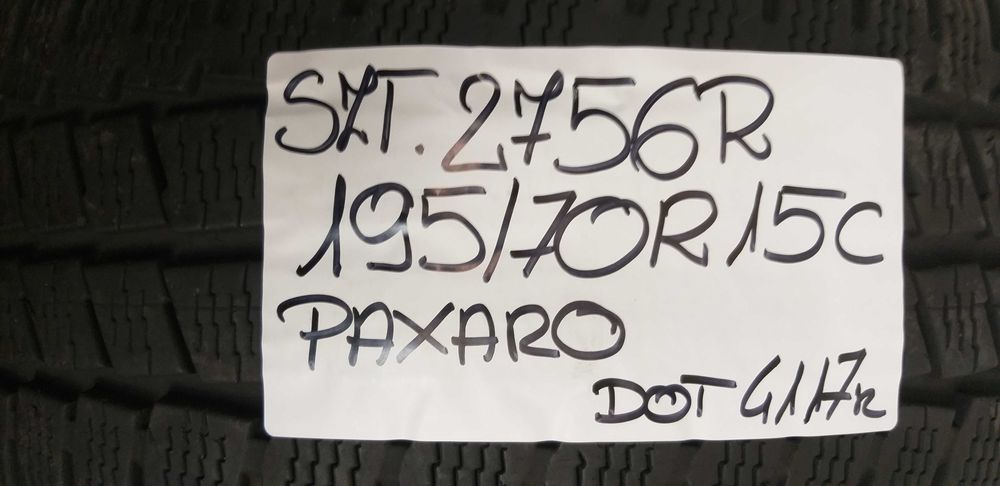 SZT. 2756R
195/70R15C
PAXARO
DOT 4117r